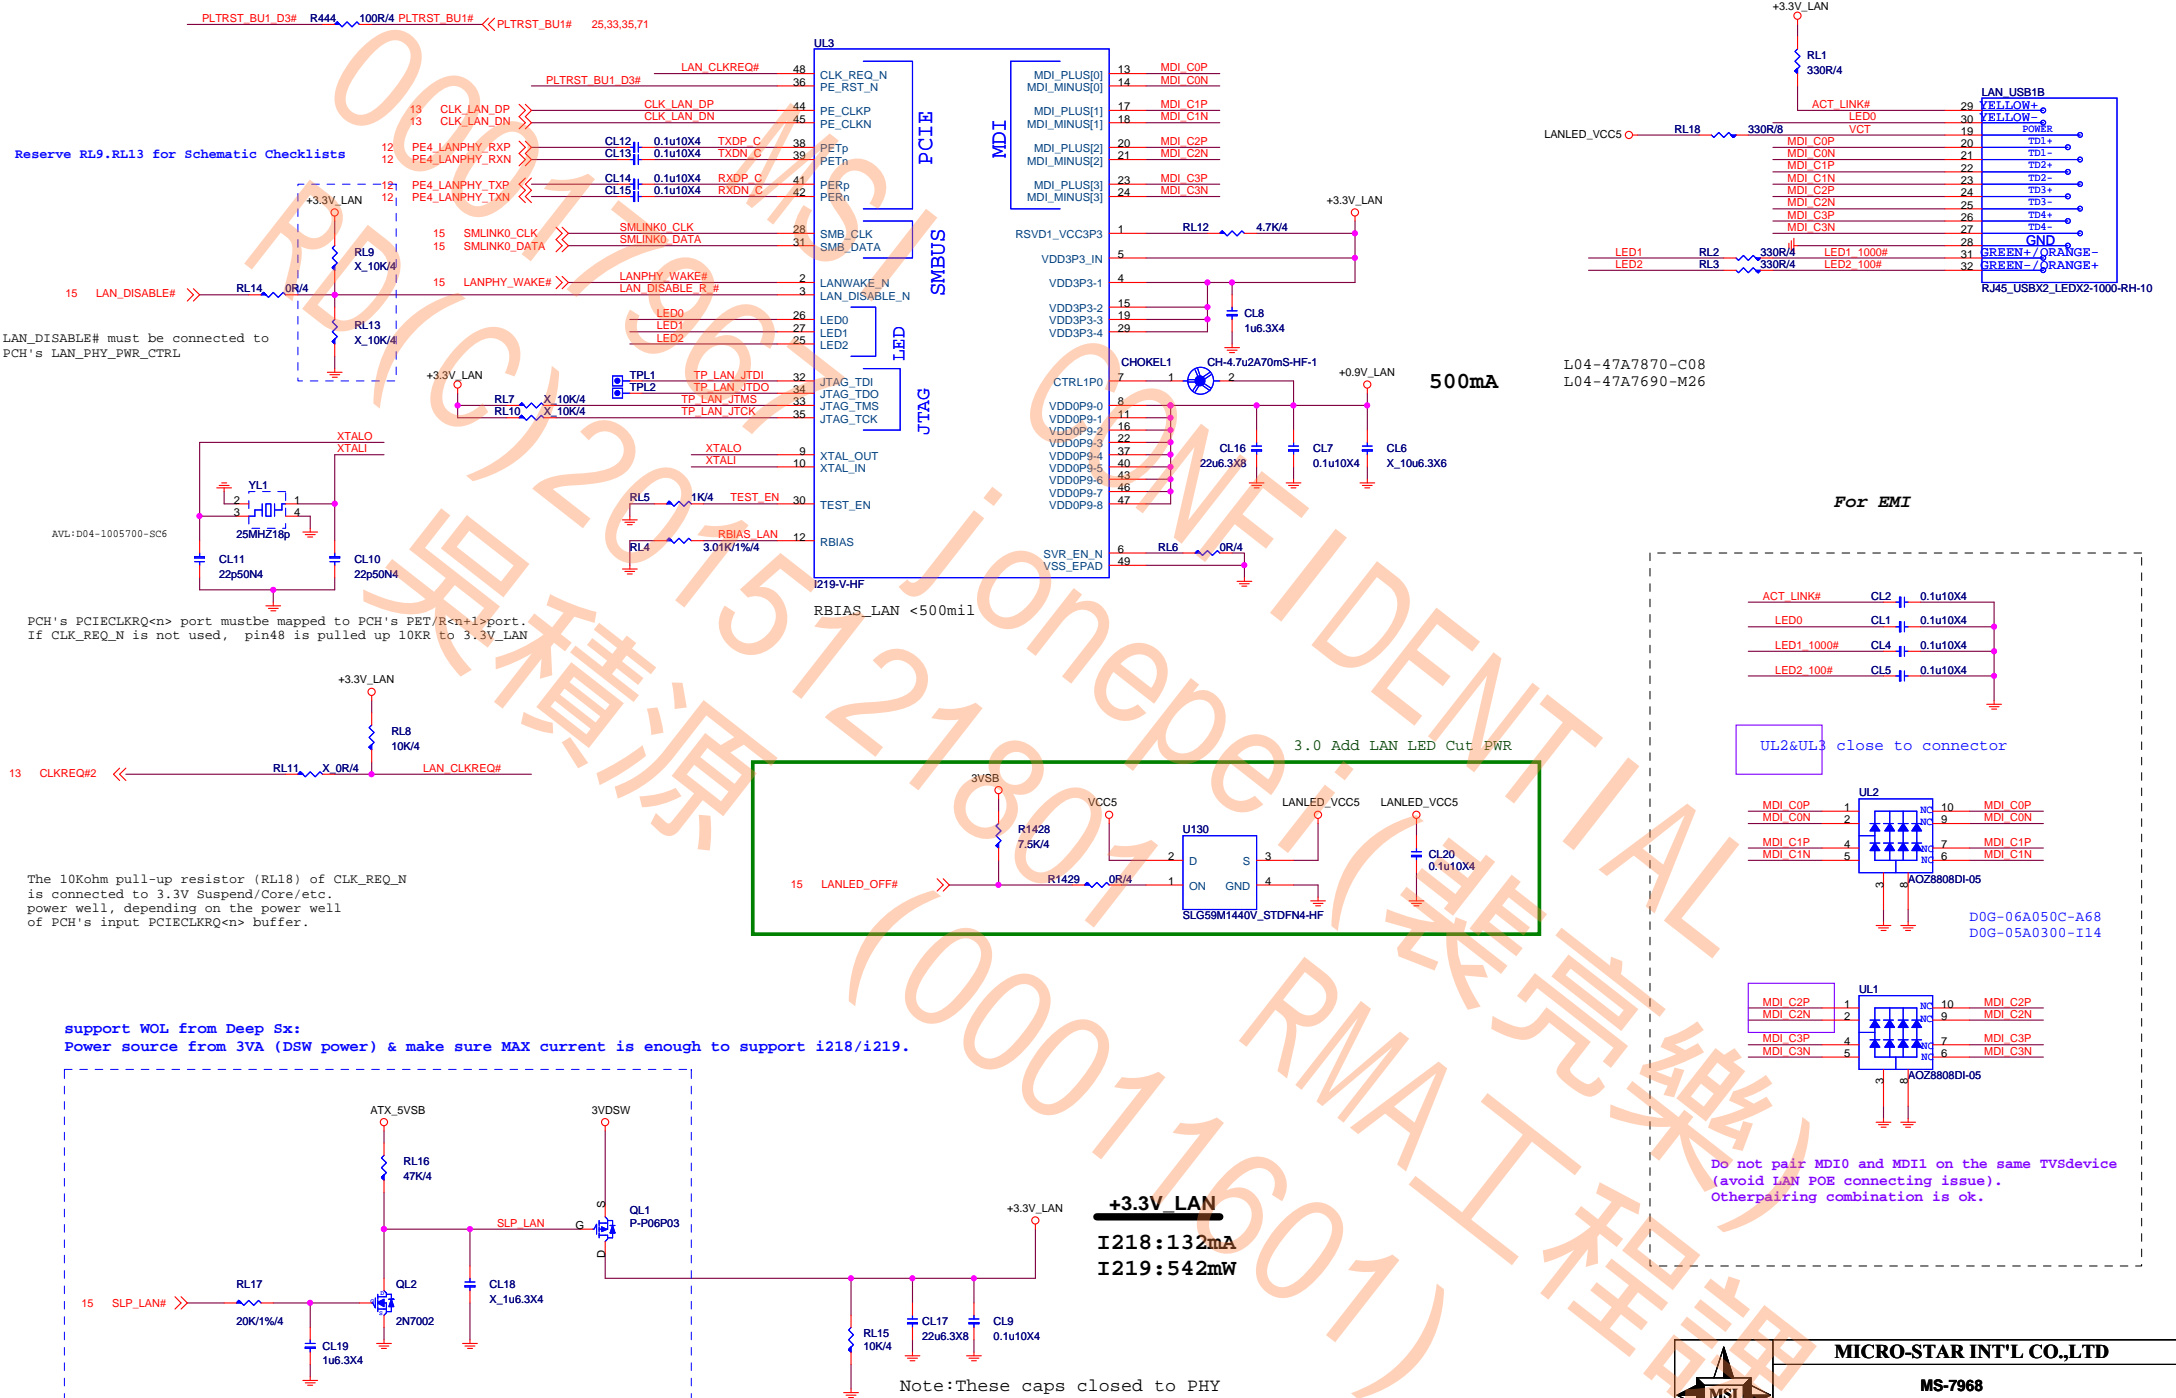 PLTRST_BU1_D3# R444 100R/4 PLTRST_BU1# PLTRST_BU1# 25,33,35,71
Reserve RL9.RL13 for Schematic Checklists
+3.3V_LAN
RL9
X_10K/4
15 LAN_DISABLE# RL14 0R/4
RL13
X_10K/4
LAN_DISABLE# must be connected to
PCH's LAN_PHY_PWR_CTRL
UL3
LAN_CLKREQ# 48 CLK_REQ_N
PLTRST_BU1_D3# 36 PE_RST_N
13 CLK_LAN_DP CLK_LAN_DP 44 PE_CLKP
13 CLK_LAN_DN CLK_LAN_DN 45 PE_CLKN
12 PE4_LANPHY_RXP CL12 0.1u10X4 TXDP_C 38 PETp
12 PE4_LANPHY_RXN CL13 0.1u10X4 TXDN_C 39 PETn
12 PE4_LANPHY_TXP CL14 0.1u10X4 RXDP_C 41 PERp
12 PE4_LANPHY_TXN CL15 0.1u10X4 RXDN_C 42 PERn
PCIE
15 SMLINK0_CLK SMLINK0_CLK 28 SMB_CLK
15 SMLINK0_DATA SMLINK0_DATA 31 SMB_DATA
SMBUS
15 LANPHY_WAKE# LANPHY_WAKE# 2 LANWAKE_N
LAN_DISABLE_R_# 3 LAN_DISABLE_N
LED0 26 LED0
LED1 27 LED1
LED2 25 LED2
LED
+3.3V_LAN
TPL1 TP_LAN_JTDI 32 JTAG_TDI
TPL2 TP_LAN_JTDO 34 JTAG_TDO
RL7 X_10K/4 TP_LAN_JTMS 33 JTAG_TMS
RL10 X_10K/4 TP_LAN_JTCK 35 JTAG_TCK
JTAG
XTALO 9 XTAL_OUT
XTALI 10 XTAL_IN
RL5 1K/4 TEST_EN 30 TEST_EN
RL4 3.01K/1%/4 RBIAS_LAN 12 RBIAS
I219-V-HF
RBIAS_LAN <500mil
MDI
MDI_PLUS[0] 13 MDI_C0P
MDI_MINUS[0] 14 MDI_C0N
MDI_PLUS[1] 17 MDI_C1P
MDI_MINUS[1] 18 MDI_C1N
MDI_PLUS[2] 20 MDI_C2P
MDI_MINUS[2] 21 MDI_C2N
MDI_PLUS[3] 23 MDI_C3P
MDI_MINUS[3] 24 MDI_C3N
+3.3V_LAN
RSVD1_VCC3P3 1 RL12 4.7K/4
VDD3P3_IN 5
VDD3P3-1 4
VDD3P3-2 15
VDD3P3-3 19
VDD3P3-4 29
CL8
1u6.3X4
CHOKEL1 CH-4.7u2A70mS-HF-1
CTRL1P0 7 1 2
+0.9V_LAN
500mA
L04-47A7870-C08
L04-47A7690-M26
VDD0P9-0 8
VDD0P9-1 11
VDD0P9-2 16
VDD0P9-3 22
VDD0P9-4 37
VDD0P9-5 40
VDD0P9-6 43
VDD0P9-7 46
VDD0P9-8 47
CL16
22u6.3X8
CL7
0.1u10X4
CL6
X_10u6.3X6
SVR_EN_N 6 RL6 0R/4
VSS_EPAD 49
+3.3V_LAN
RL1
330R/4
LAN_USB1B
ACT_LINK# 29 YELLOW+
LED0 30 YELLOW-
LANLED_VCC5 RL18 330R/8 VCT 19 POWER
MDI_C0P 20 TD1+
MDI_C0N 21 TD1-
MDI_C1P 22 TD2+
MDI_C1N 23 TD2-
MDI_C2P 24 TD3+
MDI_C2N 25 TD3-
MDI_C3P 26 TD4+
MDI_C3N 27 TD4-
28 GND
LED1 RL2 330R/4 LED1_1000# 31 GREEN+/ORANGE-
LED2 RL3 330R/4 LED2_100# 32 GREEN-/ORANGE+
RJ45_USBX2_LEDX2-1000-RH-10
XTALO
XTALI
YL1
2 1
3 4
25MHZ18p
AVL:D04-1005700-SC6
CL11
22p50N4
CL10
22p50N4
PCH's PCIECLKRQ<n> port mustbe mapped to PCH's PET/R<n+1>port.
If CLK_REQ_N is not used, pin48 is pulled up 10KR to 3.3V_LAN
+3.3V_LAN
RL8
10K/4
13 CLKREQ#2 RL11 X_0R/4 LAN_CLKREQ#
The 10Kohm pull-up resistor (RL18) of CLK_REQ_N
is connected to 3.3V Suspend/Core/etc.
power well, depending on the power well
of PCH's input PCIECLKRQ<n> buffer.
3.0 Add LAN LED Cut PWR
3VSB
R1428
7.5K/4
15 LANLED_OFF# R1429 0R/4
VCC5
U130
2 D S 3
1 ON GND 4
SLG59M1440V_STDFN4-HF
LANLED_VCC5 LANLED_VCC5
CL20
0.1u10X4
For EMI
ACT_LINK# CL2 0.1u10X4
LED0 CL1 0.1u10X4
LED1_1000# CL4 0.1u10X4
LED2_100# CL5 0.1u10X4
UL2&UL3 close to connector
UL2
MDI_C0P 1 NC 10 MDI_C0P
MDI_C0N 2 NC 9 MDI_C0N
MDI_C1P 4 NC 7 MDI_C1P
MDI_C1N 5 NC 6 MDI_C1N
3 8 AOZ8808DI-05
D0G-06A050C-A68
D0G-05A0300-I14
UL1
MDI_C2P 1 NC 10 MDI_C2P
MDI_C2N 2 NC 9 MDI_C2N
MDI_C3P 4 NC 7 MDI_C3P
MDI_C3N 5 NC 6 MDI_C3N
3 8 AOZ8808DI-05
Do not pair MDI0 and MDI1 on the same TVSdevice
(avoid LAN POE connecting issue).
Otherpairing combination is ok.
support WOL from Deep Sx:
Power source from 3VA (DSW power) & make sure MAX current is enough to support i218/i219.
ATX_5VSB
RL16
47K/4
3VDSW
SLP_LAN G S D
QL1
P-P06P03
15 SLP_LAN# RL17
20K/1%/4
CL19
1u6.3X4
QL2
2N7002
CL18
X_1u6.3X4
+3.3V_LAN
RL15
10K/4
CL17
22u6.3X8
CL9
0.1u10X4
+3.3V_LAN
I218:132mA
I219:542mW
Note:These caps closed to PHY
MSI
MICRO-STAR INT'L CO.,LTD
MS-7968
MSI CONFIDENTIAL
00017967 jonepei(裴亮樂)
RD(C)2015121801 RMA工程課
吳積源 (00011601)